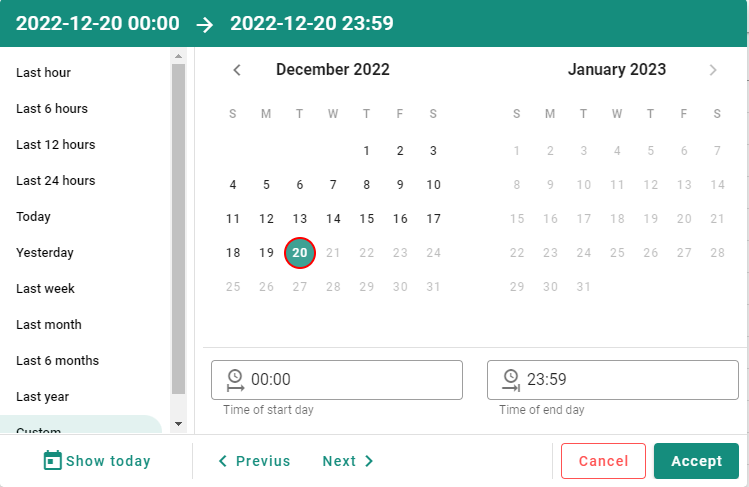 2022-12-20 00:00 → 2022-12-20 23:59
Last hour
Last 6 hours
Last 12 hours
Last 24 hours
Today
Yesterday
Last week
Last month
Last 6 months
Last year
Custom
December 2022
S M T W T F S
1 2 3
4 5 6 7 8 9 10
11 12 13 14 15 16 17
18 19 20 21 22 23 24
25 26 27 28 29 30 31
January 2023
S M T W T F S
1 2 3 4 5 6 7
8 9 10 11 12 13 14
15 16 17 18 19 20 21
22 23 24 25 26 27 28
29 30 31
00:00
Time of start day
23:59
Time of end day
Show today
Previus
Next
Cancel
Accept